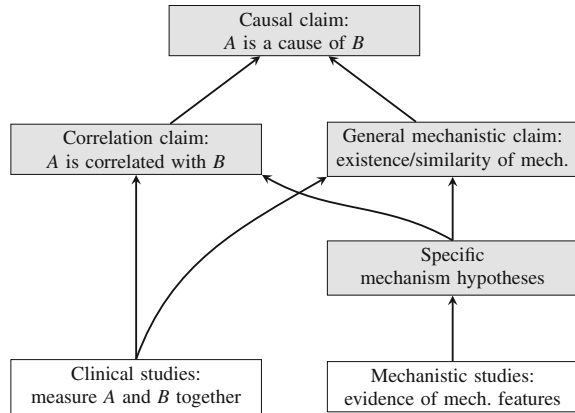 Causal claim:
A is a cause of B
Correlation claim:
A is correlated with B
General mechanistic claim:
existence/similarity of mech.
Specific
mechanism hypotheses
Clinical studies:
measure A and B together
Mechanistic studies:
evidence of mech. features